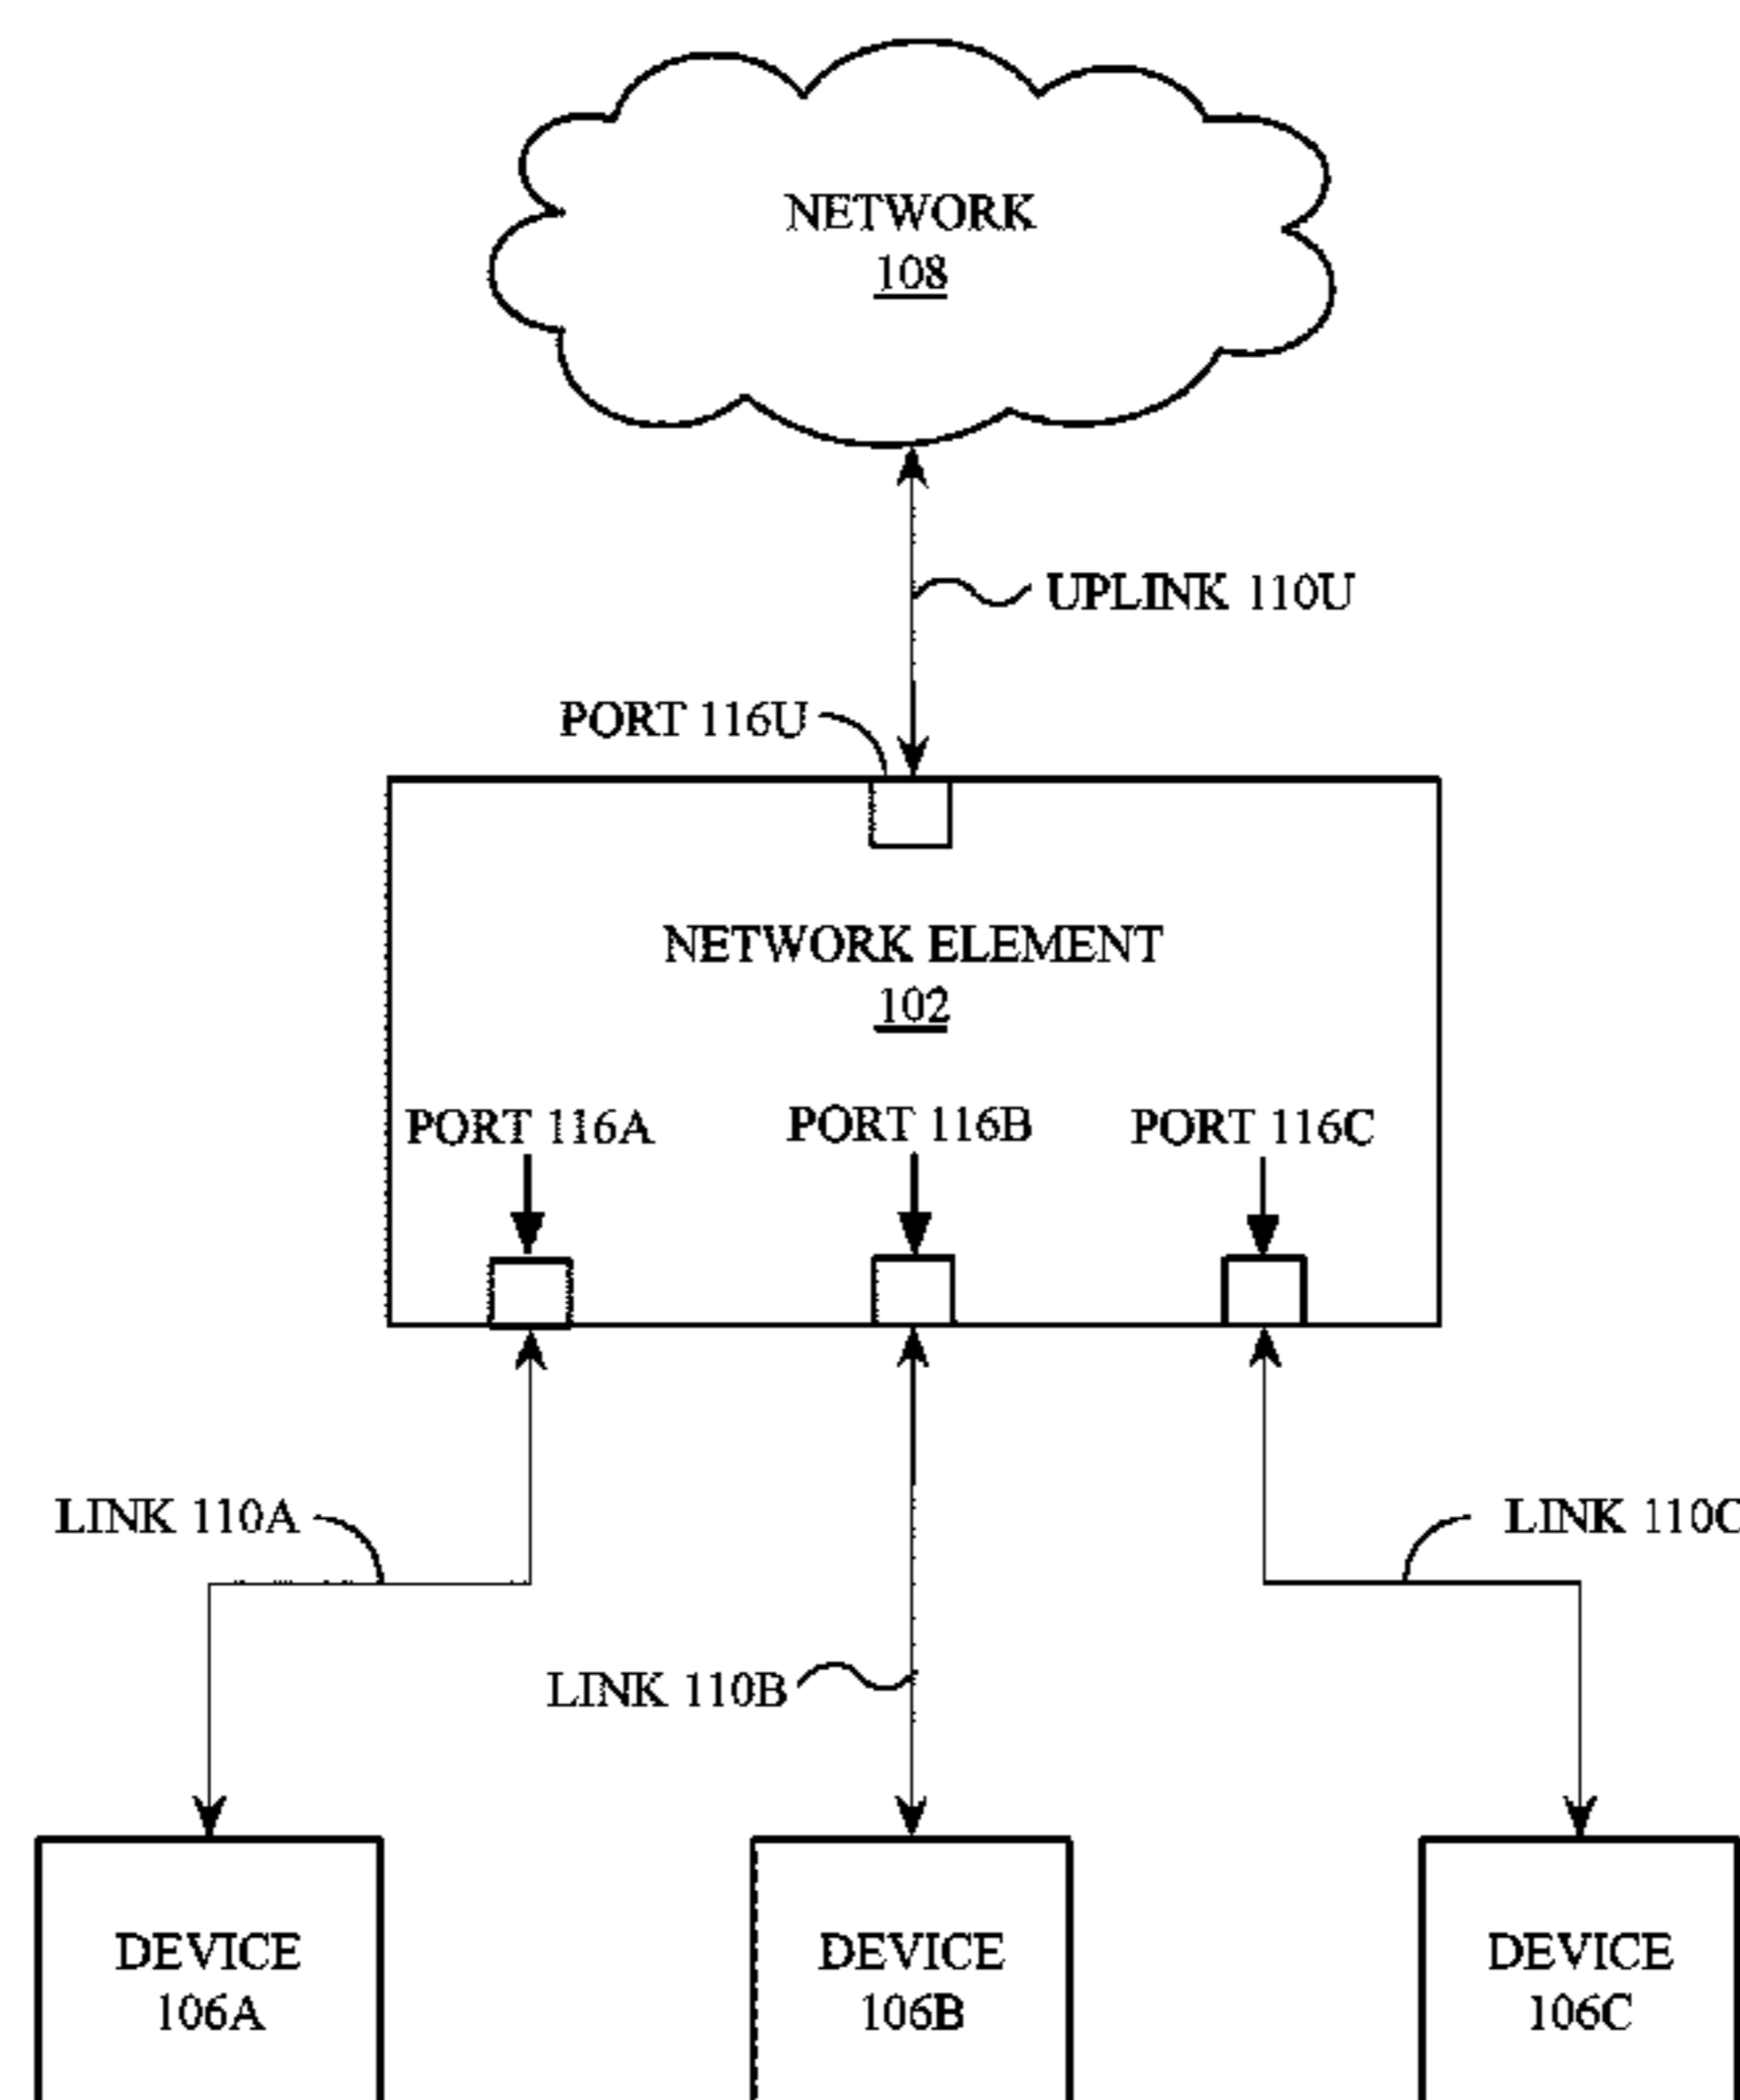 NETWORK
108
UPLINK 110U
PORT 116U
NETWORK ELEMENT
102
PORT 116A
PORT 116B
PORT 116C
LINK 110A
LINK 110C
LINK 110B
DEVICE
106A
DEVICE
106B
DEVICE
106C